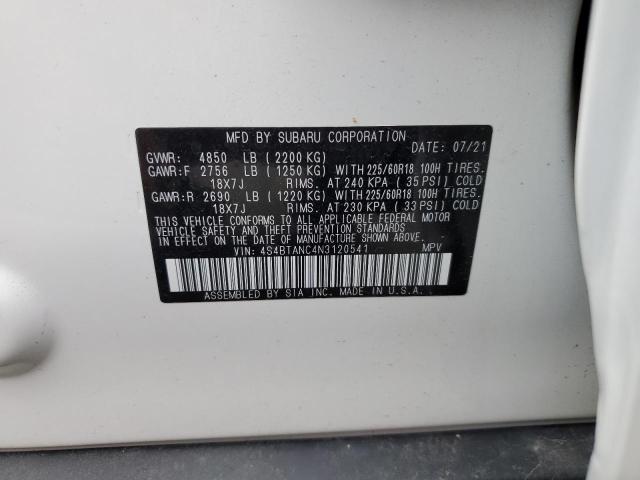 MFD BY SUBARU CORPORATION DATE: 07/21
GVWR: 4850 LB (2200 KG)
GAWR:F 2756 LB (1250 KG) WITH 225/60R18 100H TIRES.
18X7J RIMS. AT 240 KPA (35 PSI) COLD
GAWR:R 2690 LB (1220 KG) WITH 225/60R18 100H TIRES.
18X7J RIMS. AT 230 KPA (33 PSI) COLD
THIS VEHICLE CONFORMS TO ALL APPLICABLE FEDERAL MOTOR
VEHICLE SAFETY AND THEFT PREVENTION STANDARDS
IN EFFECT ON THE DATE OF MANUFACTURE SHOWN ABOVE.
VIN: 4S4BTANC4N3120541 MPV
ASSEMBLED BY SIA INC. MADE IN U.S.A.